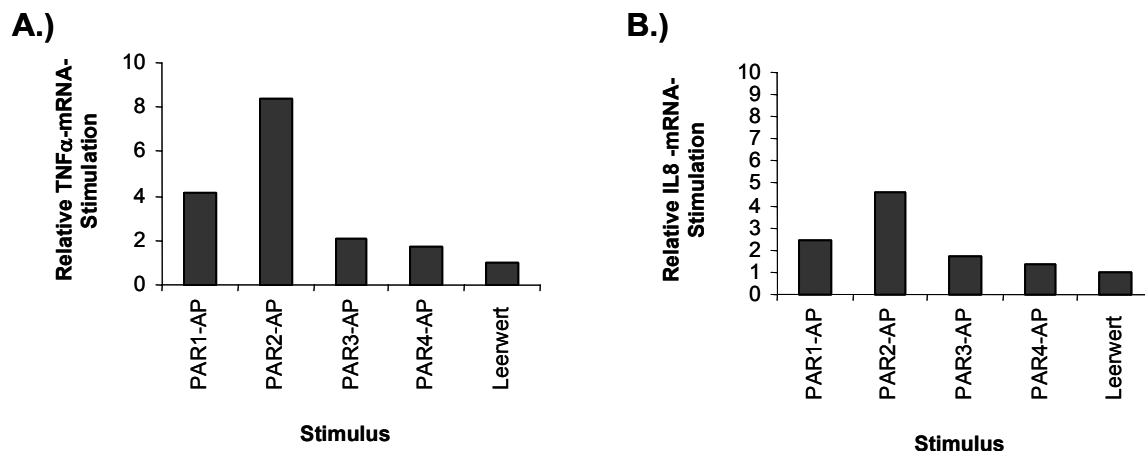 A.)
Relative TNFα-mRNA-
Stimulation
10
8
6
4
2
0
PAR1-AP
PAR2-AP
PAR3-AP
PAR4-AP
Leerwert
Stimulus
B.)
Relative IL8 -mRNA-
Stimulation
10
9
8
7
6
5
4
3
2
1
0
PAR1-AP
PAR2-AP
PAR3-AP
PAR4-AP
Leerwert
Stimulus